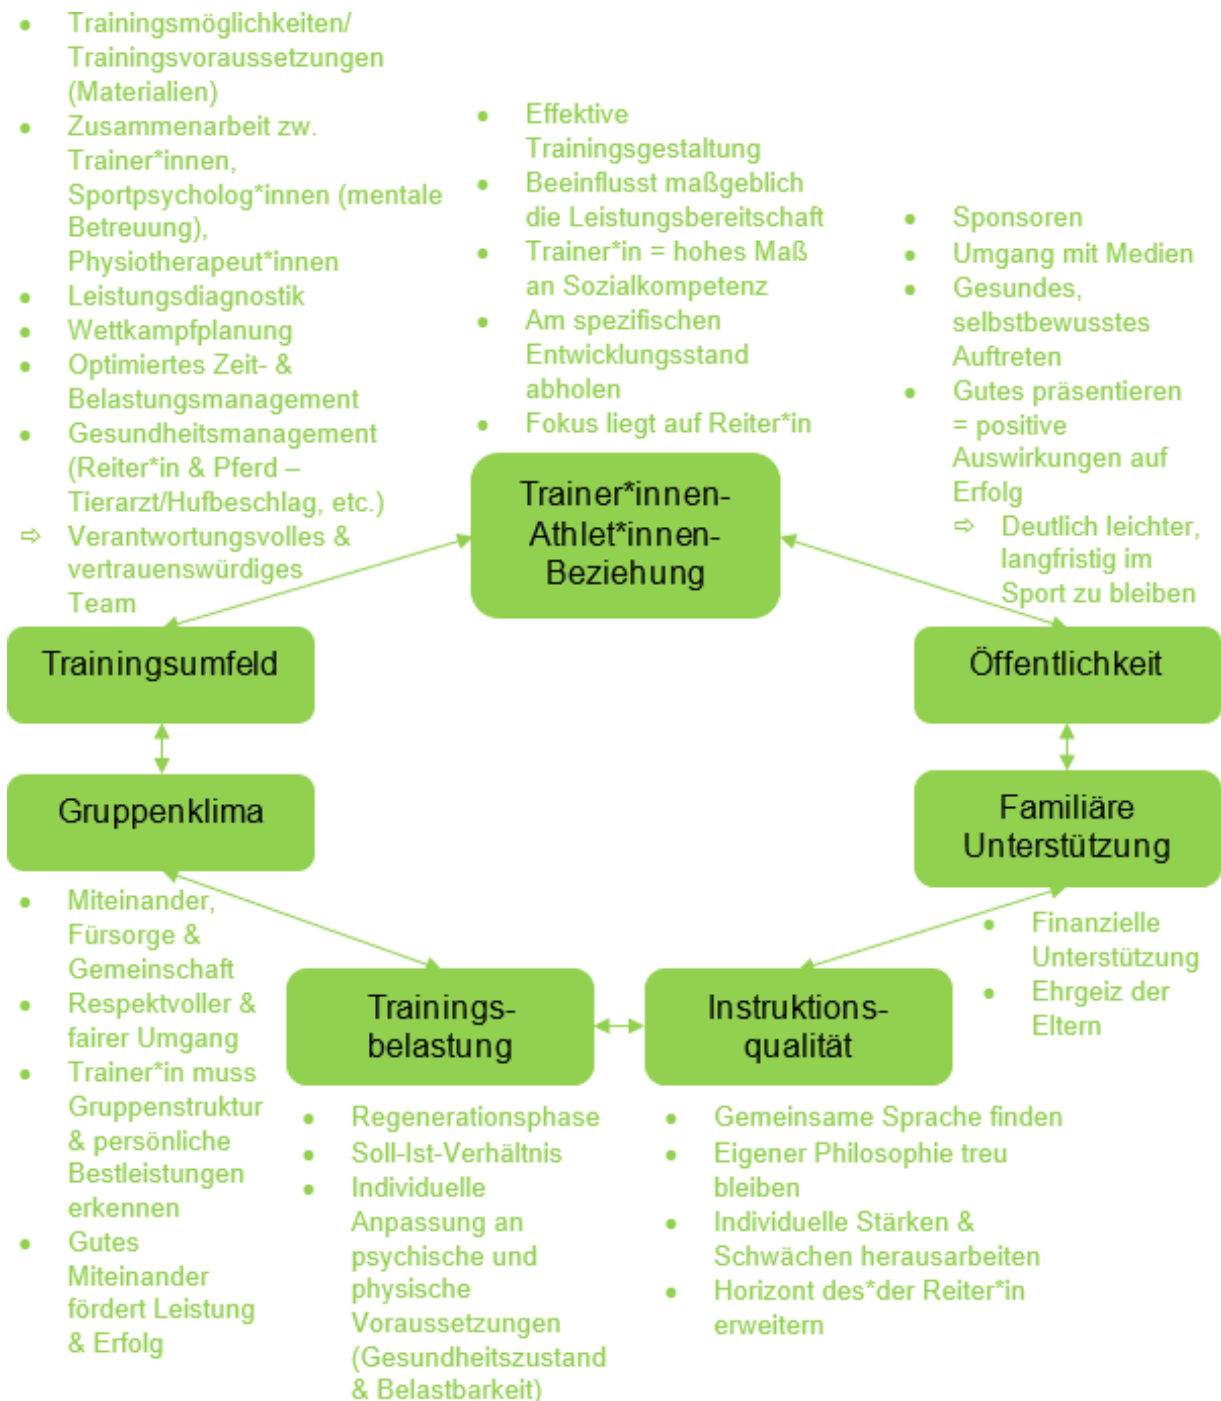 • Trainingsmöglichkeiten/
Trainingsvoraussetzungen
(Materialien)
• Zusammenarbeit zw.
Trainer*innen,
Sportpsycholog*innen (mentale
Betreuung),
Physiotherapeut*innen
• Leistungsdiagnostik
• Wettkampfplanung
• Optimiertes Zeit- &
Belastungsmanagement
• Gesundheitsmanagement
(Reiter*in & Pferd –
Tierarzt/Hufbeschlag, etc.)
⇨ Verantwortungsvolles &
vertrauenswürdiges
Team
• Effektive
Trainingsgestaltung
• Beeinflusst maßgeblich
die Leistungsbereitschaft
• Trainer*in = hohes Maß
an Sozialkompetenz
• Am spezifischen
Entwicklungsstand
abholen
• Fokus liegt auf Reiter*in
• Sponsoren
• Umgang mit Medien
• Gesundes,
selbstbewusstes
Auftreten
• Gutes präsentieren
= positive
Auswirkungen auf
Erfolg
⇨ Deutlich leichter,
langfristig im
Sport zu bleiben
Trainer*innen-
Athlet*innen-
Beziehung
Trainingsumfeld
Öffentlichkeit
Gruppenklima
Familiäre
Unterstützung
• Miteinander,
Fürsorge &
Gemeinschaft
• Respektvoller &
fairer Umgang
• Trainer*in muss
Gruppenstruktur
& persönliche
Bestleistungen
erkennen
• Gutes
Miteinander
fördert Leistung
& Erfolg
• Finanzielle
Unterstützung
• Ehrgeiz der
Eltern
Trainings-
belastung
Instruktions-
qualität
• Regenerationsphase
• Soll-Ist-Verhältnis
• Individuelle
Anpassung an
psychische und
physische
Voraussetzungen
(Gesundheitszustand
& Belastbarkeit)
• Gemeinsame Sprache finden
• Eigener Philosophie treu
bleiben
• Individuelle Stärken &
Schwächen herausarbeiten
• Horizont des*der Reiter*in
erweitern